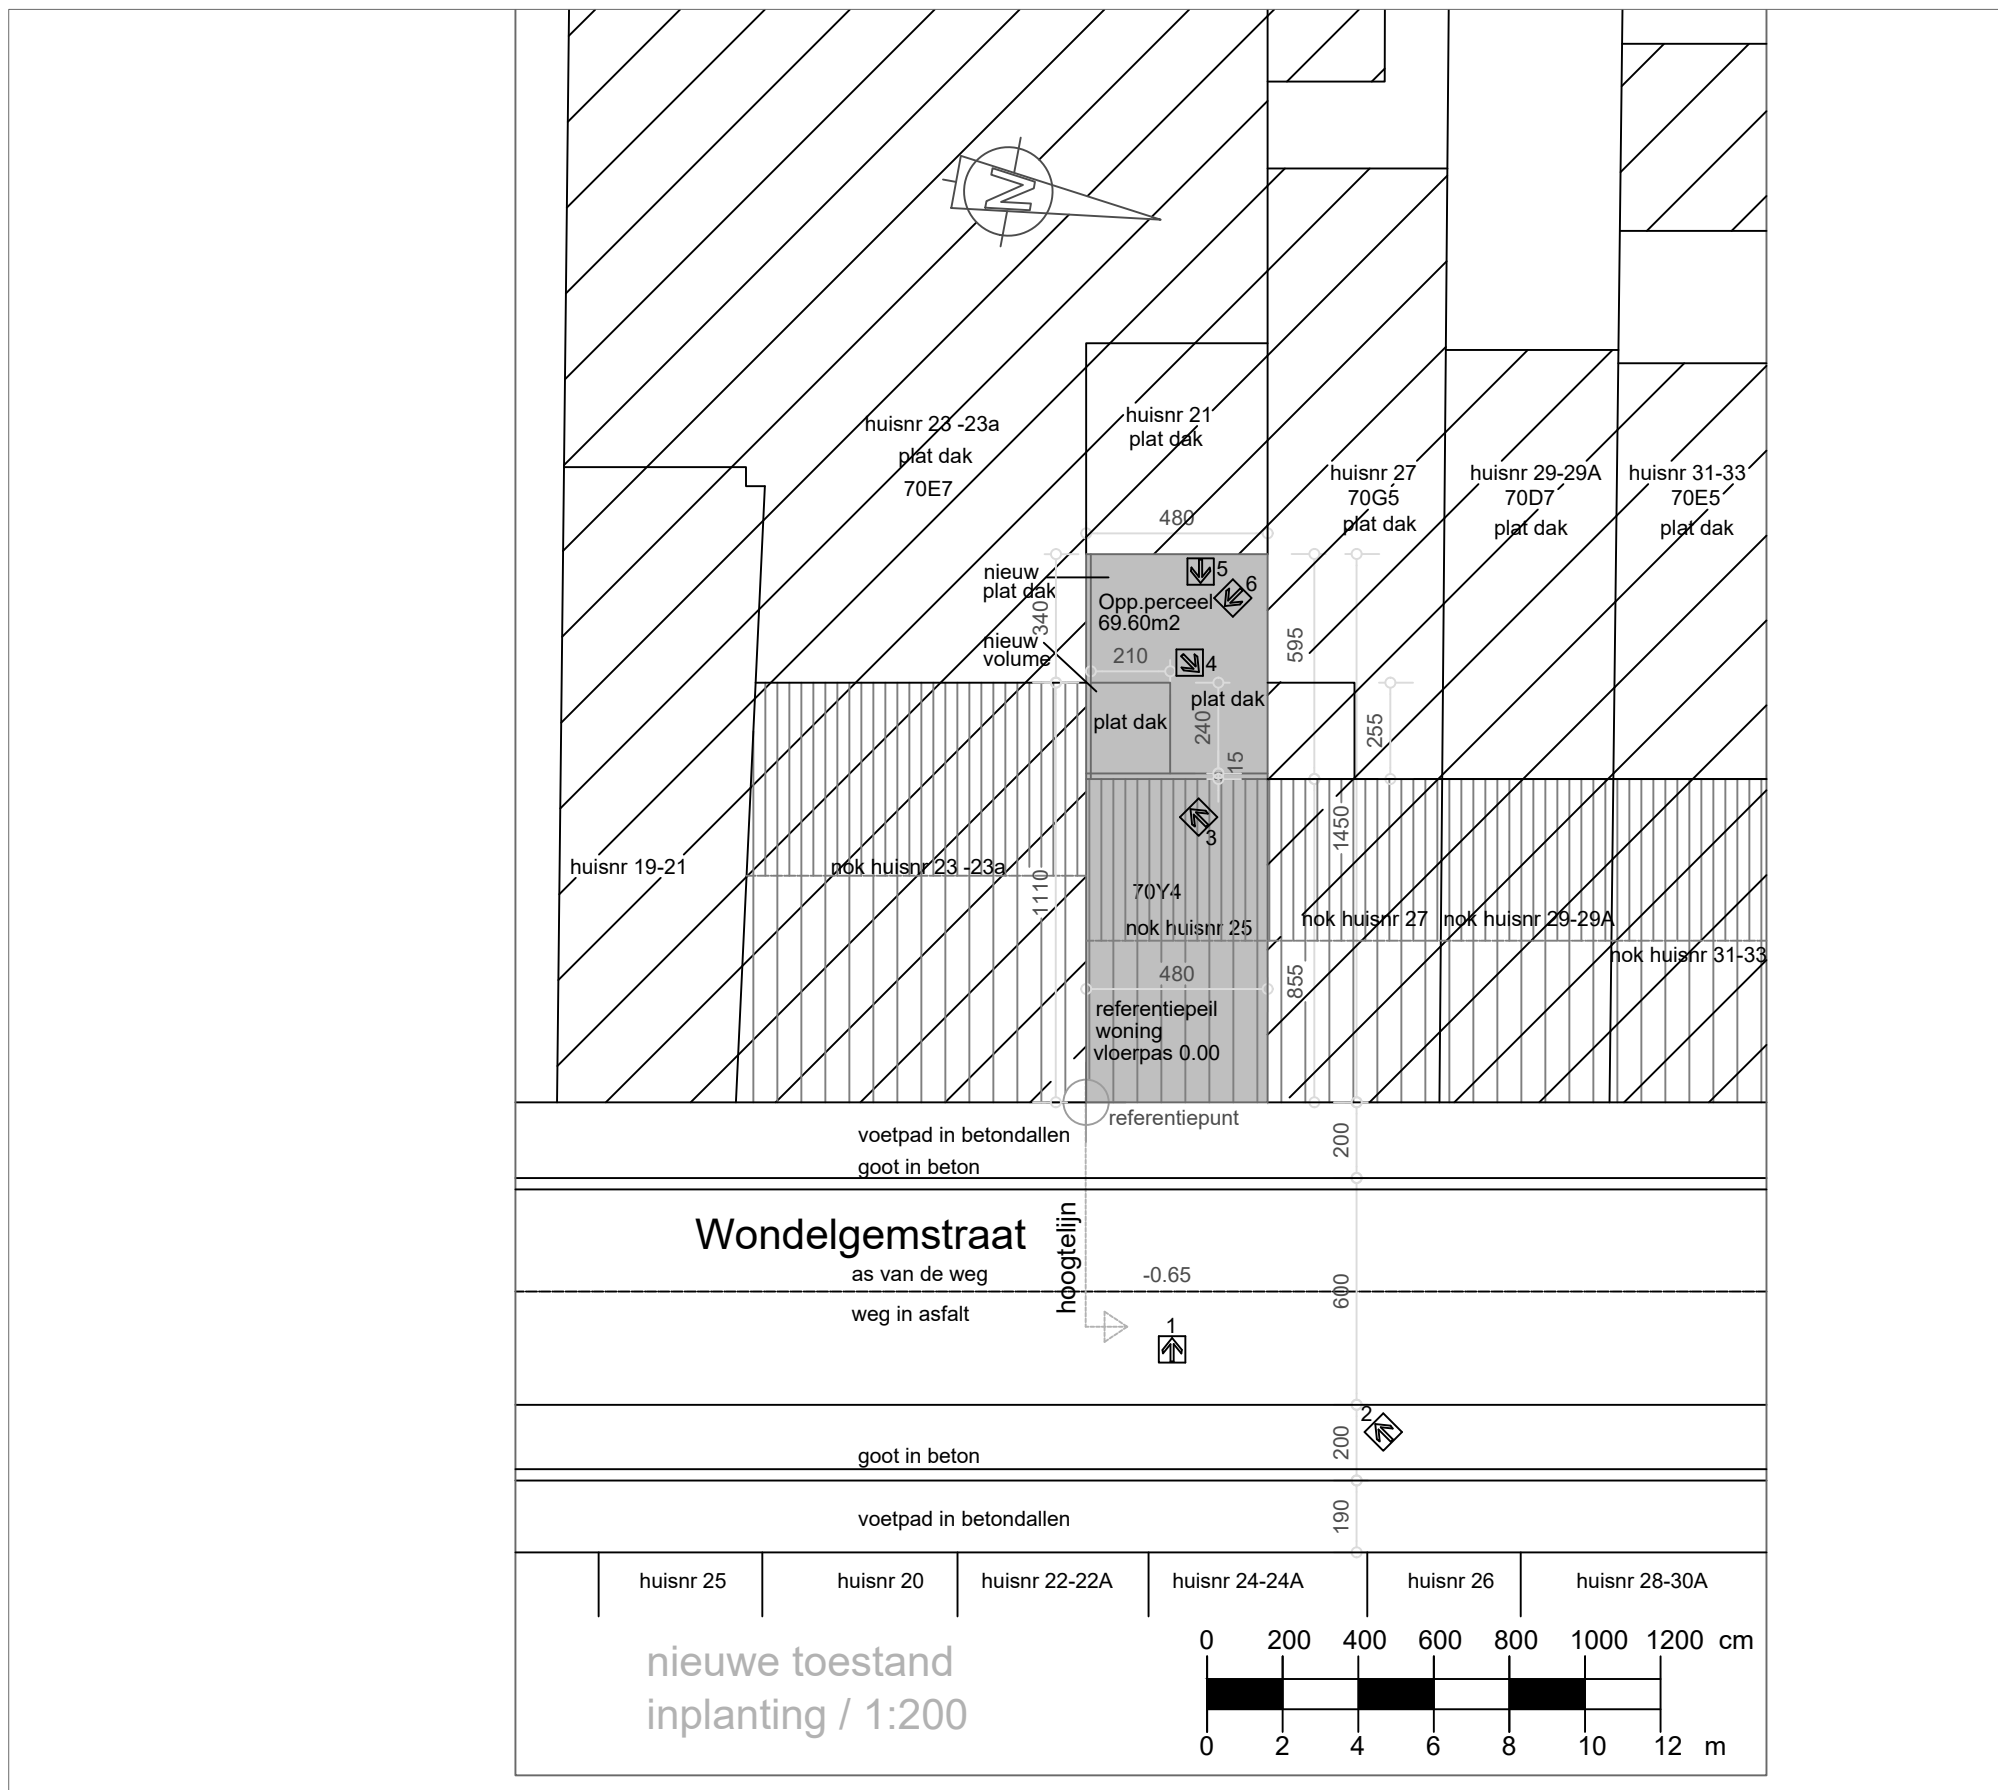 N
huisnr 23 -23a
plat dak
70E7
huisnr 21
plat dak
huisnr 27
70G5
plat dak
huisnr 29-29A
70D7
plat dak
huisnr 31-33
70E5
plat dak
480
nieuw
plat dak
340
nieuw
volume
5
6
Opp.perceel
69.60m2
210
4
plat dak
plat dak
240
15
595
255
3
1450
huisnr 19-21
nok huisnr 23 -23a
1110
70Y4
nok huisnr 25
nok huisnr 27
nok huisnr 29-29A
nok huisnr 31-33
480
855
referentiepeil
woning
vloerpas 0.00
referentiepunt
voetpad in betondallen
goot in beton
200
Wondelgemstraat
hoogtelijn
as van de weg
-0.65
600
weg in asfalt
1
2
goot in beton
200
voetpad in betondallen
190
huisnr 25
huisnr 20
huisnr 22-22A
huisnr 24-24A
huisnr 26
huisnr 28-30A
nieuwe toestand
inplanting / 1:200
0 200 400 600 800 1000 1200 cm
0 2 4 6 8 10 12 m